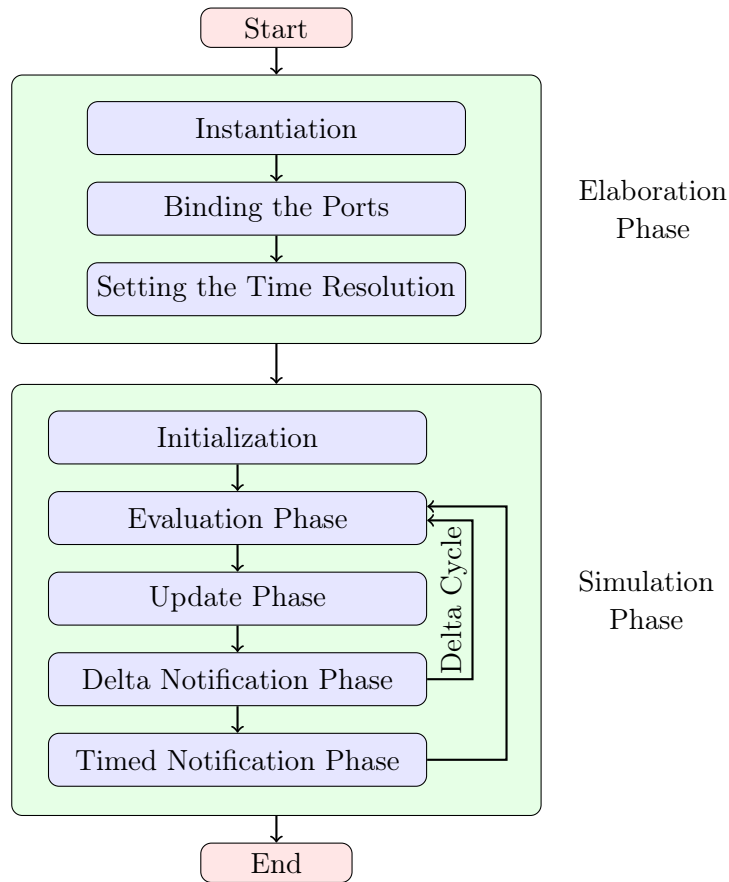 Start
Instantiation
Binding the Ports
Setting the Time Resolution
Elaboration
Phase
Initialization
Evaluation Phase
Update Phase
Delta Notification Phase
Timed Notification Phase
Delta Cycle
Simulation
Phase
End